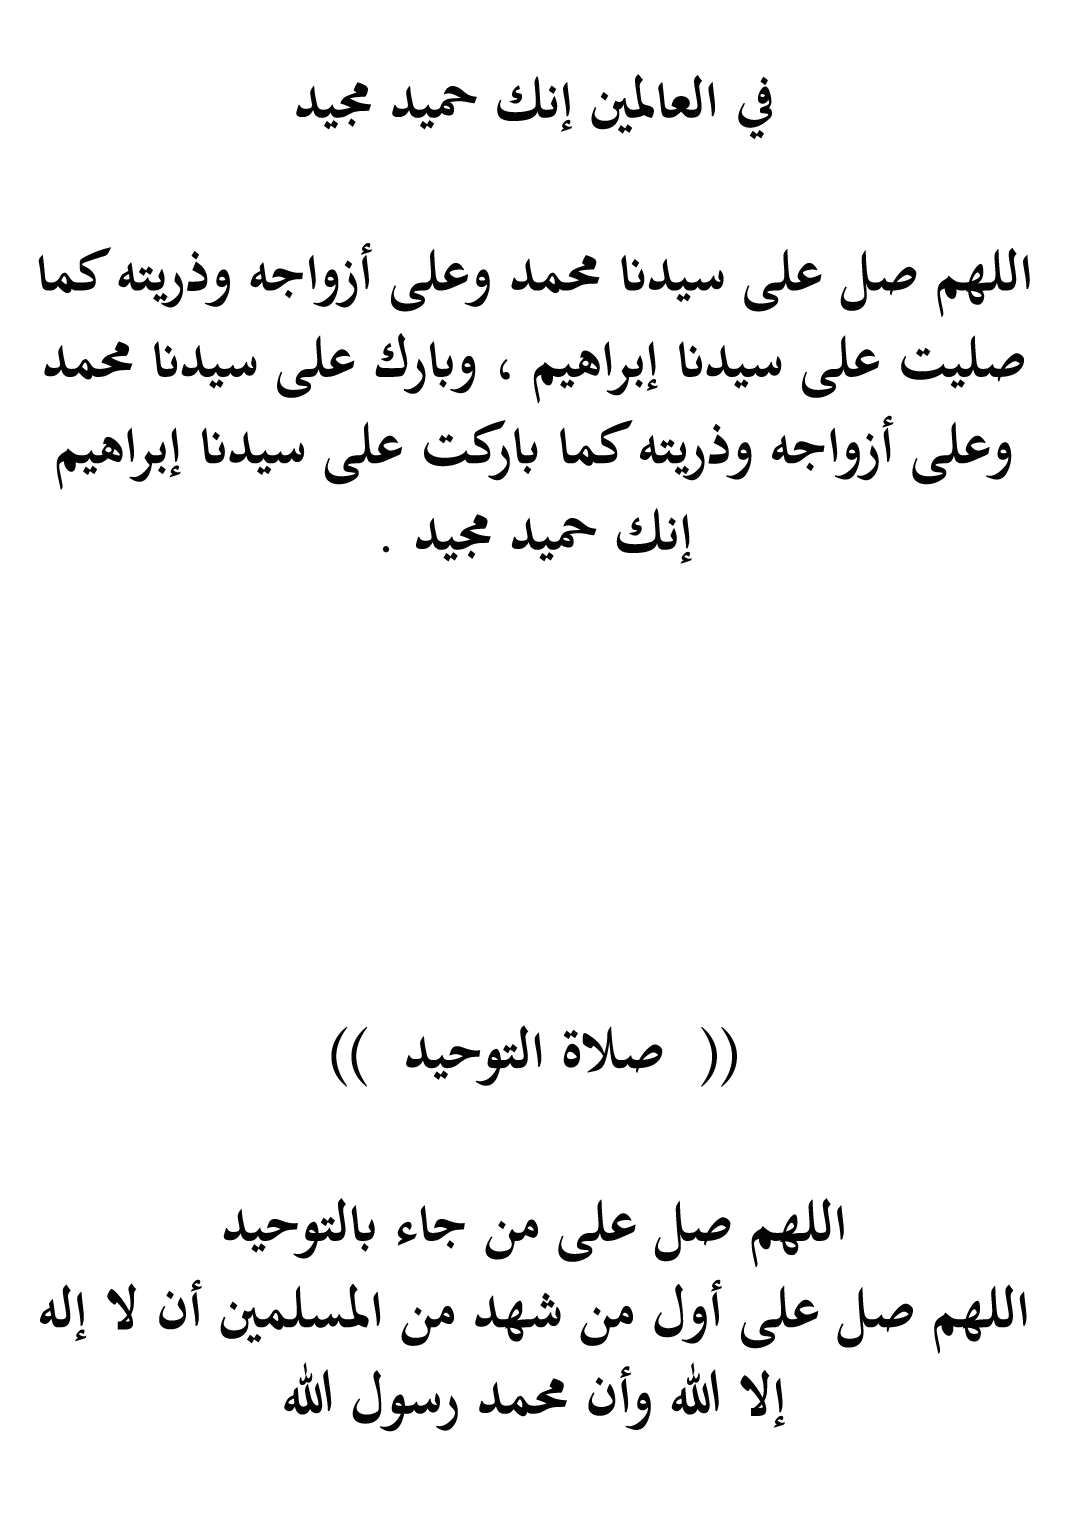 في العالمين إنك حميد مجيد
اللهم صل على سيدنا محمد وعلى أزواجه وذريته كما
صليت على سيدنا إبراهيم ، وبارك على سيدنا محمد
وعلى أزواجه وذريته كما باركت على سيدنا إبراهيم
إنك حميد مجيد .
(( صلاة التوحيد ))
اللهم صل على من جاء بالتوحيد
اللهم صل على أول من شهد من المسلمين أن لا إله
إلا الله وأن محمد رسول الله